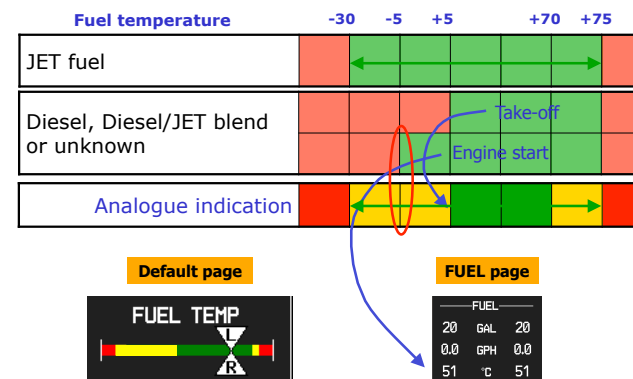 Fuel temperature -30 -5 +5 +70 +75
JET fuel
Diesel, Diesel/JET blend
or unknown
Take-off
Engine start
Analogue indication
Default page
FUEL page
FUEL TEMP
L
R
FUEL
20 GAL 20
0.0 GPH 0.0
51 °C 51